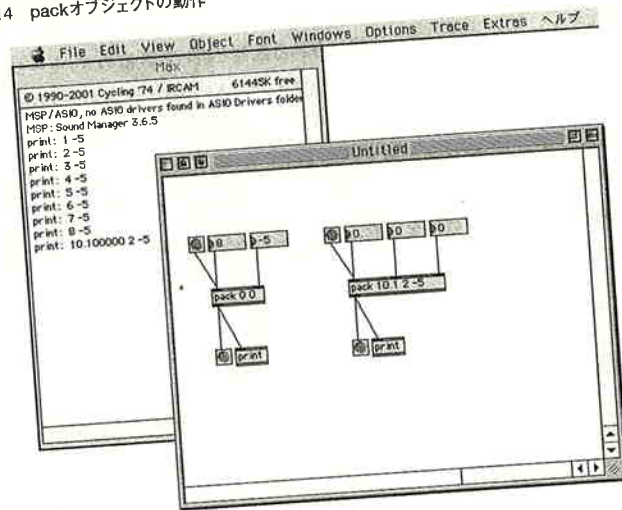 14 packオブジェクトの動作
File Edit View Object Font Windows Options Trace Extras ヘルプ
Max
© 1990-2001 Cycling '74 / IRCAM 61445K free
MSP/ASIO, no ASIO drivers found in ASIO Drivers folder
MSP: Sound Manager 3.6.5
print: 1 -5
print: 2 -5
print: 3 -5
print: 4 -5
print: 5 -5
print: 6 -5
print: 7 -5
print: 8 -5
print: 10.100000 2 -5
Untitled
8 -5 0. 0 0
pack 0 0 pack 10.1 2 -5
print print